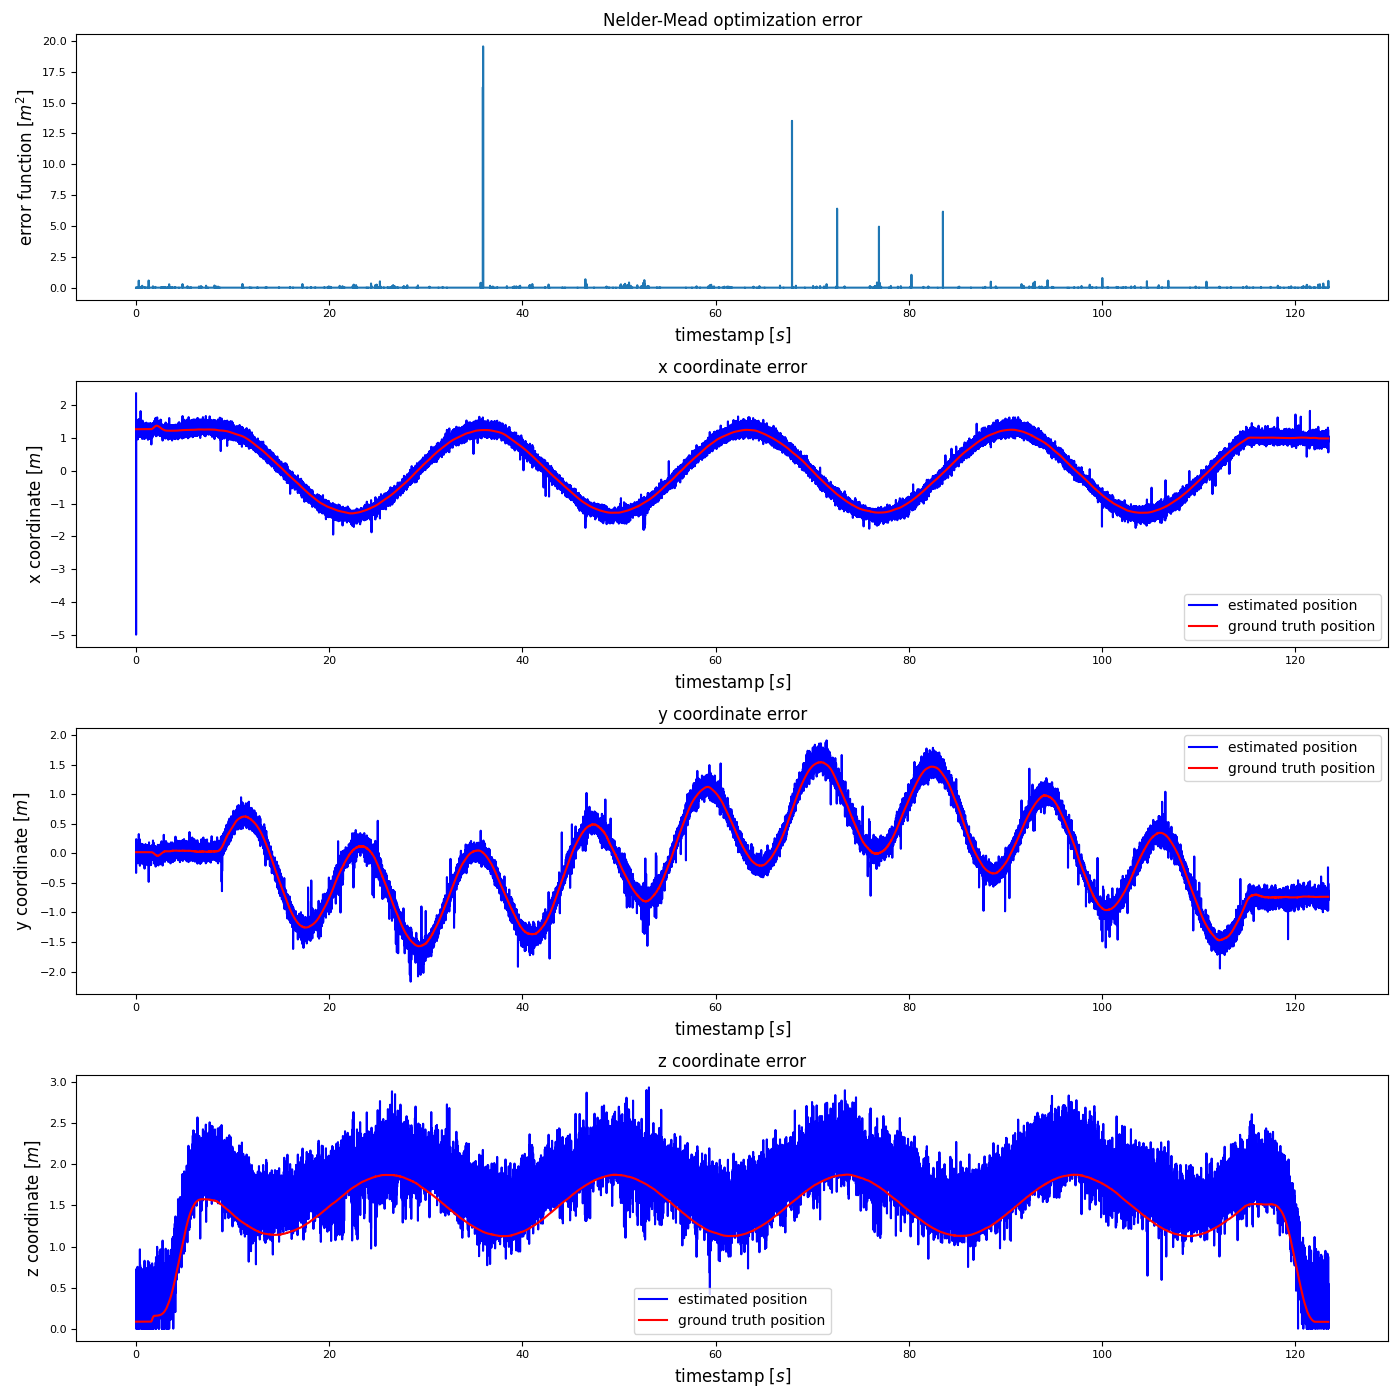 Nelder-Mead optimization error
20.0
17.5
15.0
12.5
10.0
7.5
5.0
2.5
0.0
error function [m²]
0 20 40 60 80 100 120
timestamp [s]
x coordinate error
2
1
0
−1
−2
−3
−4
−5
x coordinate [m]
estimated position
ground truth position
0 20 40 60 80 100 120
timestamp [s]
y coordinate error
2.0
1.5
1.0
0.5
0.0
−0.5
−1.0
−1.5
−2.0
y coordinate [m]
estimated position
ground truth position
0 20 40 60 80 100 120
timestamp [s]
z coordinate error
3.0
2.5
2.0
1.5
1.0
0.5
0.0
z coordinate [m]
estimated position
ground truth position
0 20 40 60 80 100 120
timestamp [s]